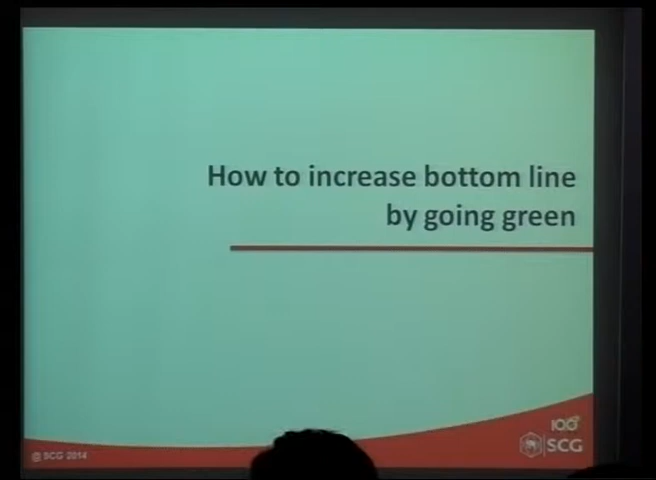 How to increase bottom line
by going green
@ SCG 2014
100
SCG